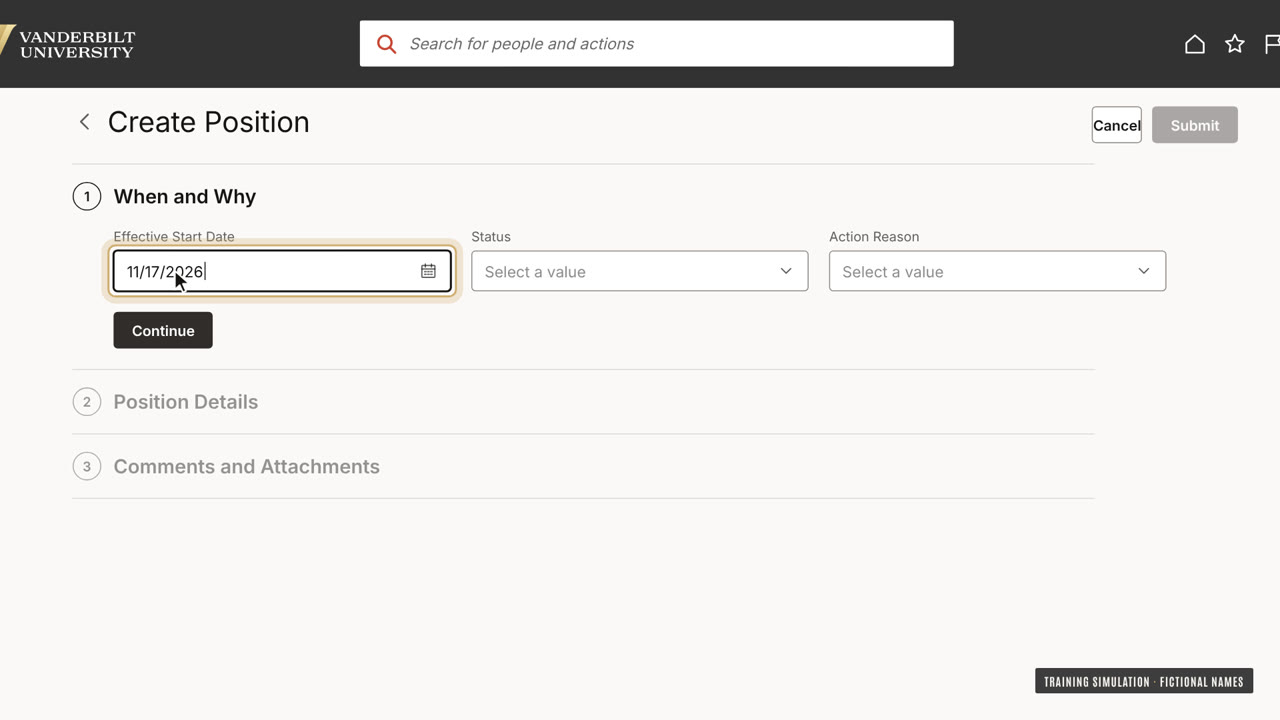 VANDERBILT
UNIVERSITY
Search for people and actions
Create Position
Cancel
Submit
1
When and Why
Effective Start Date
Status
Action Reason
11/17/2026
Select a value
Select a value
Continue
2
Position Details
3
Comments and Attachments
TRAINING SIMULATION · FICTIONAL NAMES